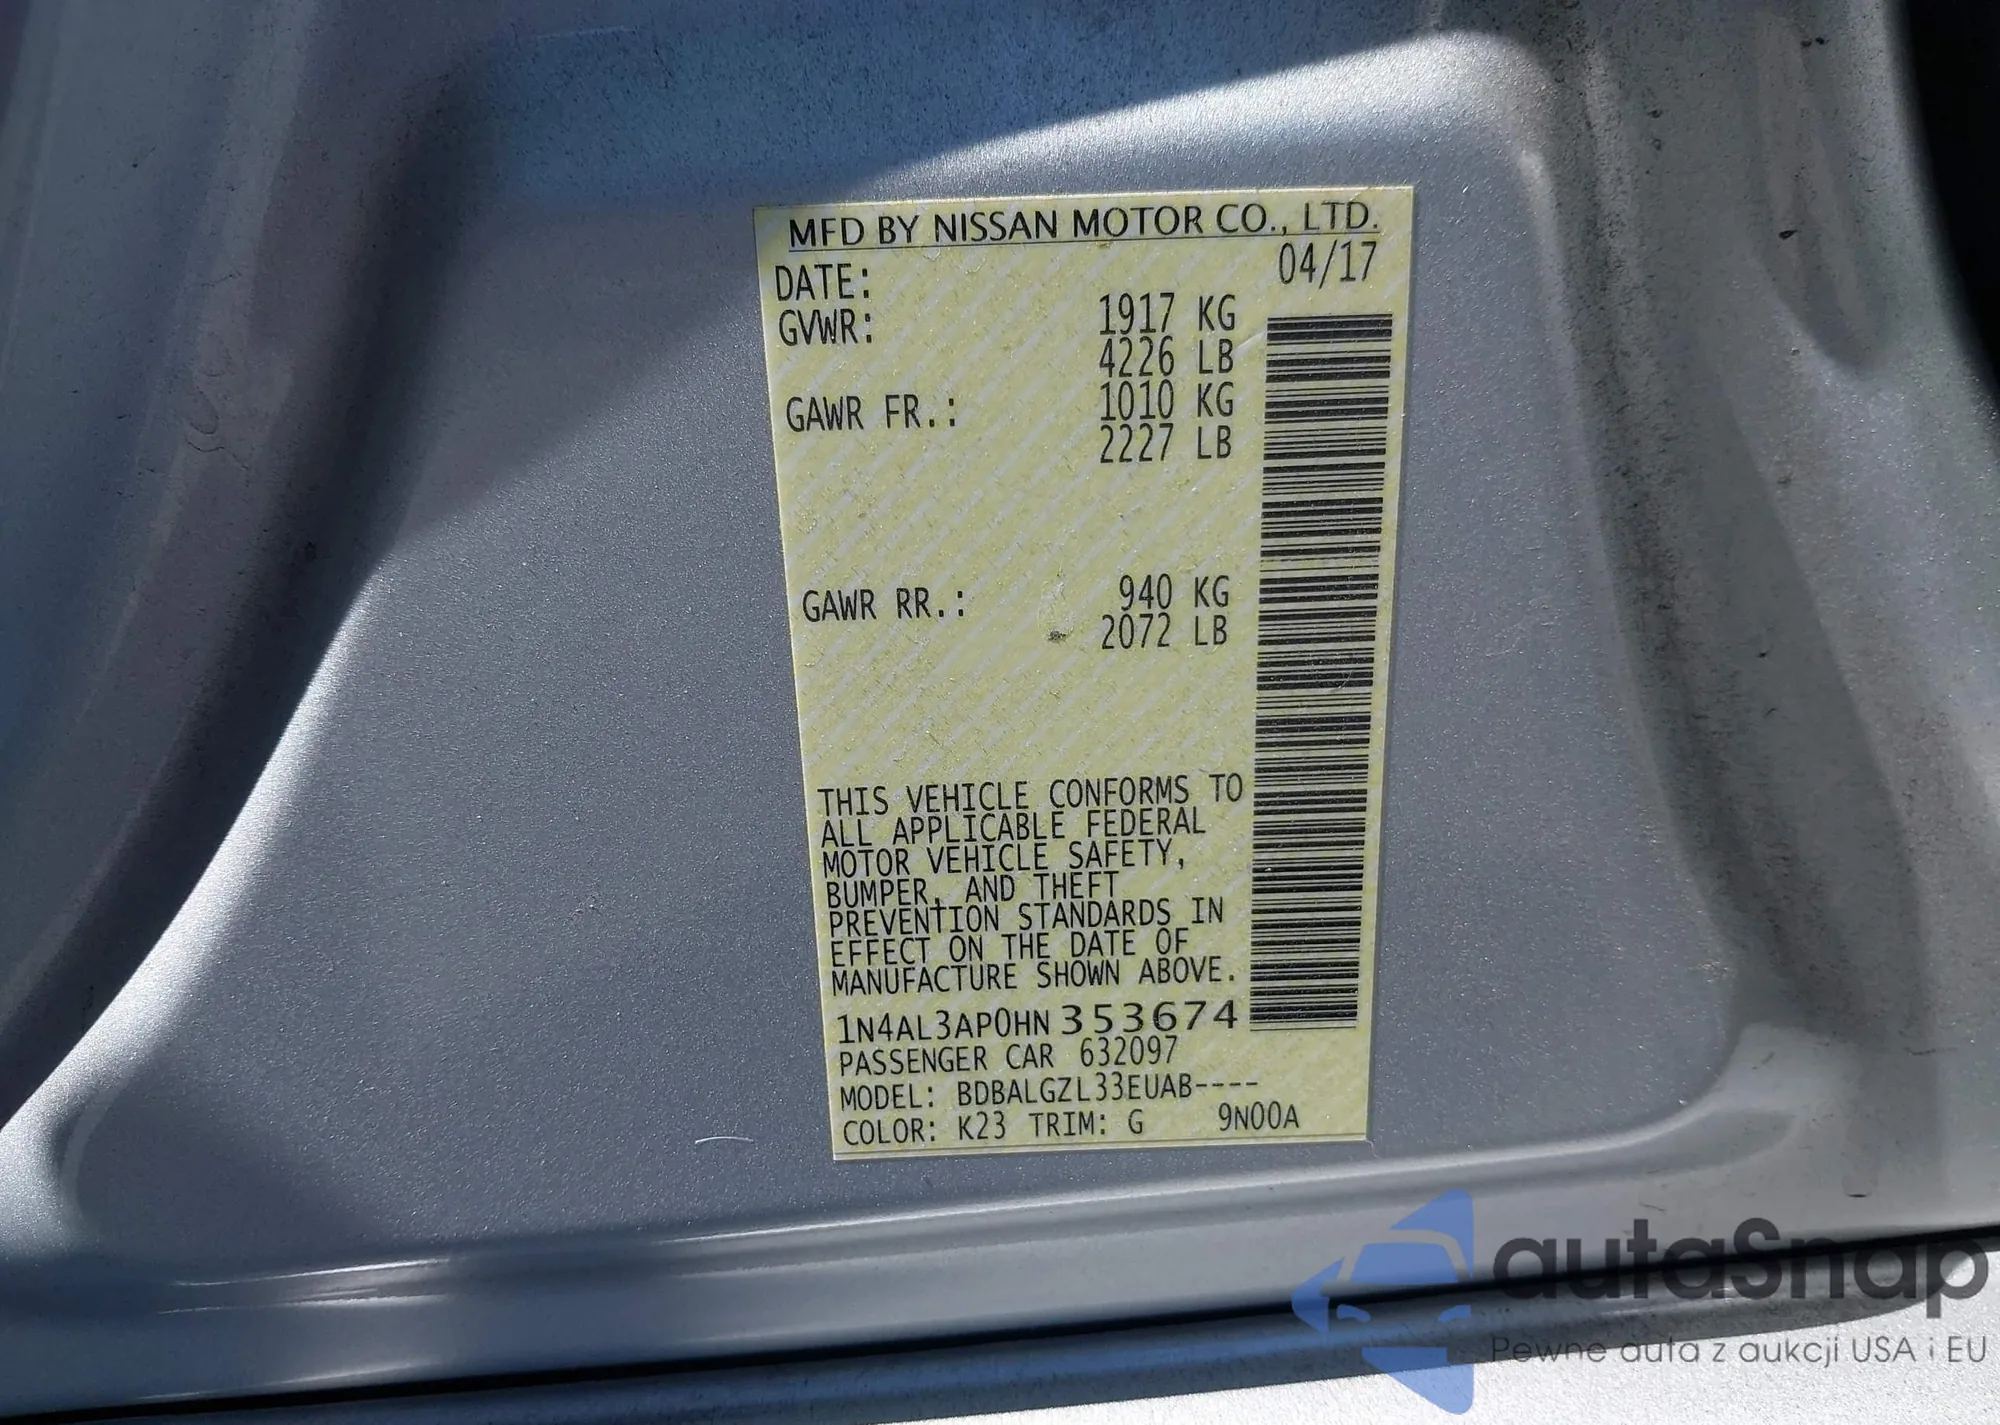 MFD BY NISSAN MOTOR CO., LTD.
DATE: 04/17
GVWR: 1917 KG
4226 LB
GAWR FR.: 1010 KG
2227 LB
GAWR RR.: 940 KG
2072 LB
THIS VEHICLE CONFORMS TO
ALL APPLICABLE FEDERAL
MOTOR VEHICLE SAFETY,
BUMPER, AND THEFT
PREVENTION STANDARDS IN
EFFECT ON THE DATE OF
MANUFACTURE SHOWN ABOVE.
1N4AL3AP0HN353674
PASSENGER CAR 632097
MODEL: BDBALGZL33EUAB----
COLOR: K23 TRIM: G 9N00A
autaSnap
Pewne auta z aukcji USA i EU